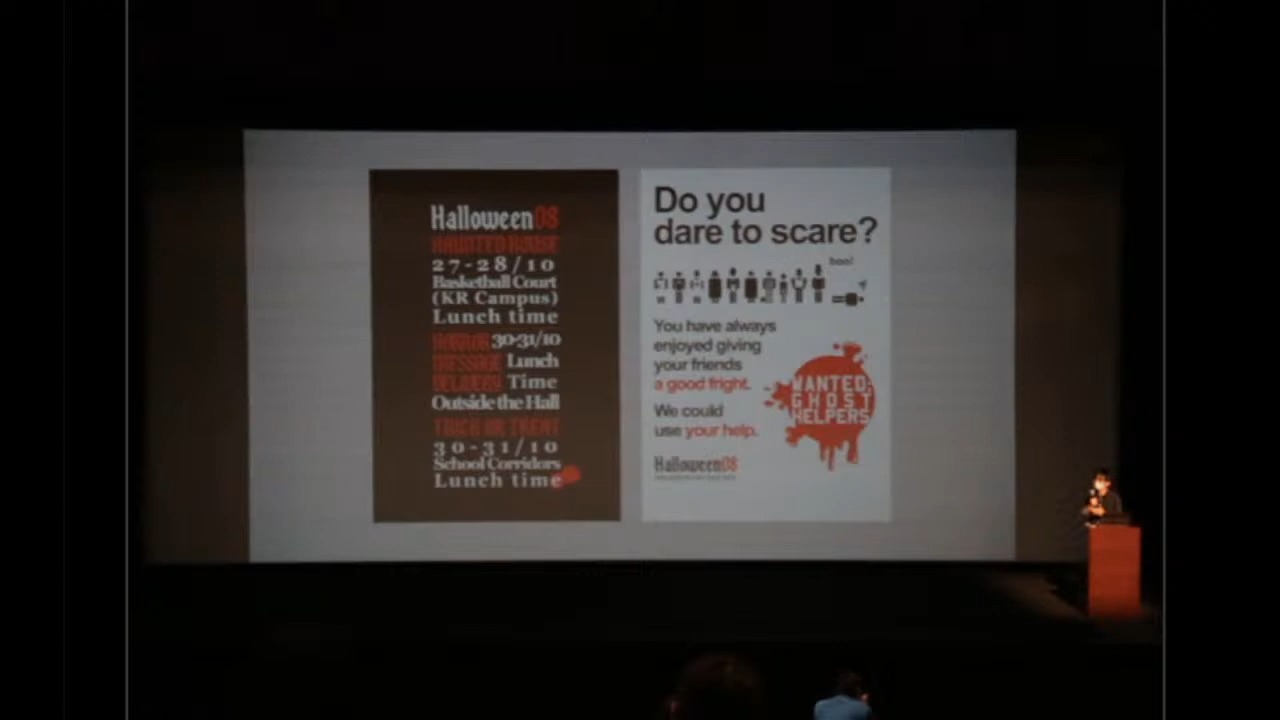 Halloween08
HAUNTED HOUSE
27-28/10
Basketball Court
(KR Campus)
Lunch time
30-31/10
Lunch
Time
Outside the Hall
TRICK OR TREAT
30-31/10
School Corridors
Lunch time
Do you
dare to scare?
boo!
You have always
enjoyed giving
your friends
a good fright.
We could
use your help.
WANTED:
GHOST
HELPERS
Halloween08